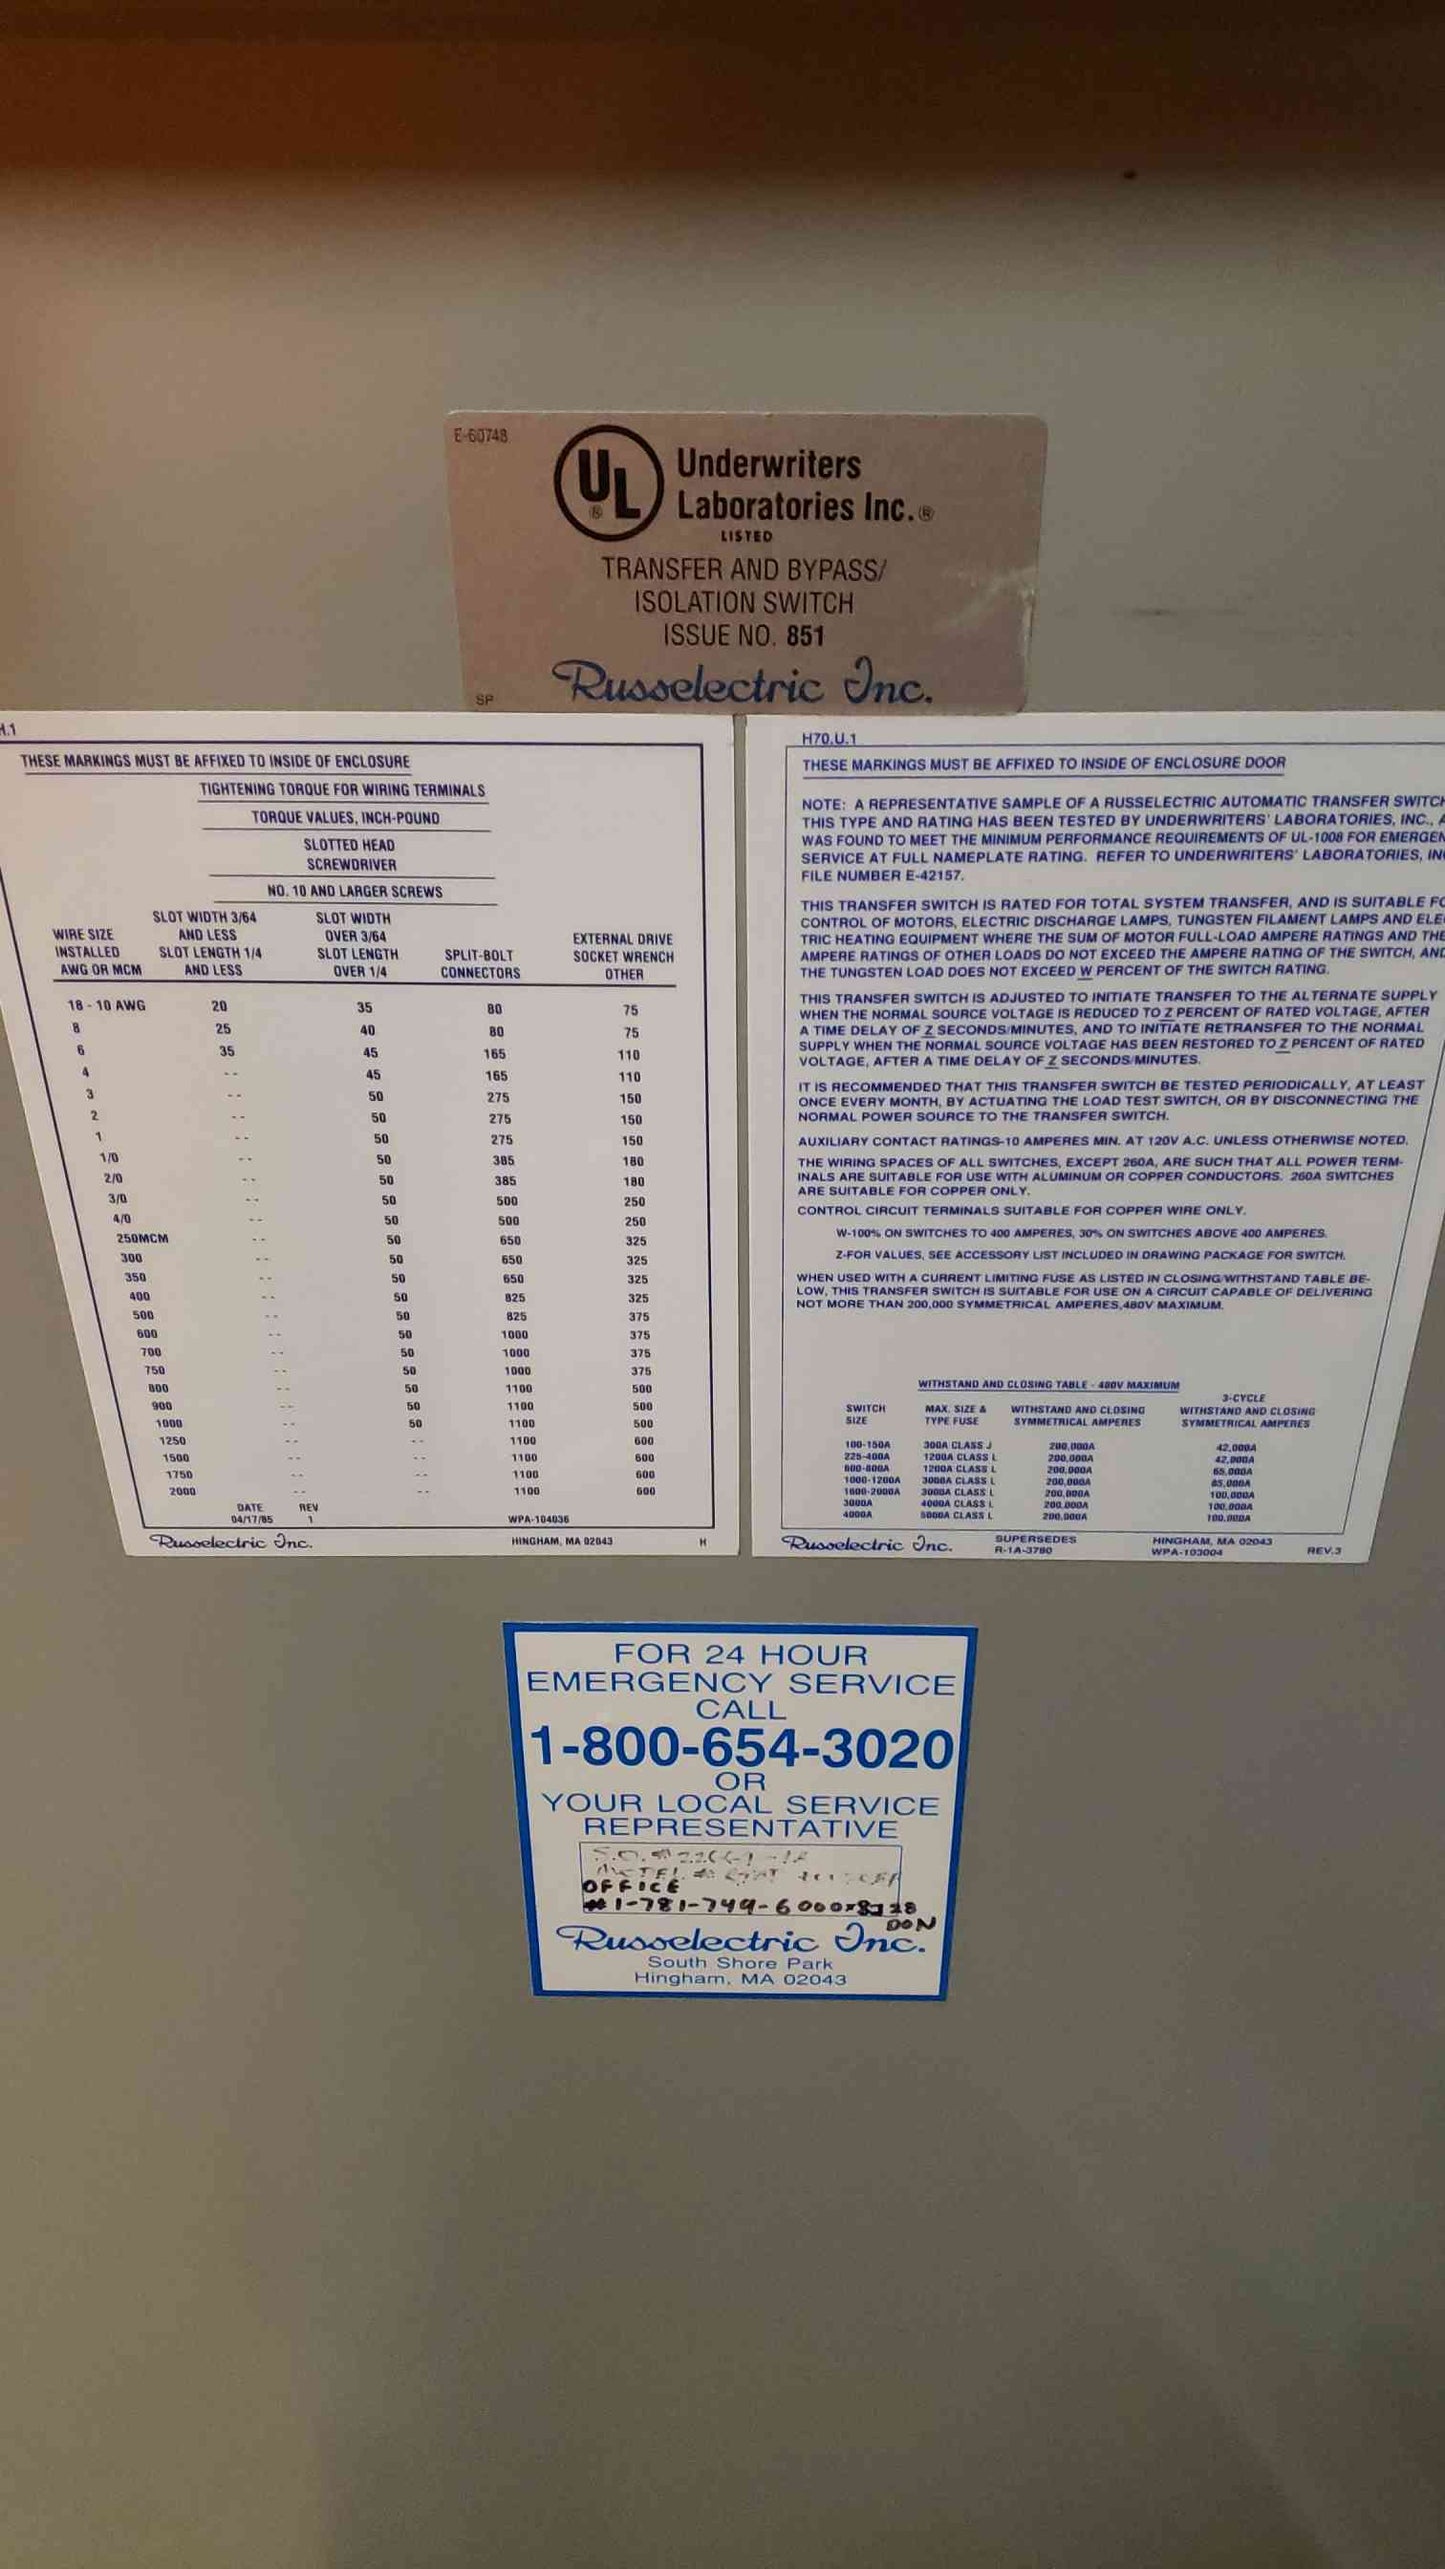 E-60748
UL
®
Underwriters
Laboratories Inc.®
LISTED
TRANSFER AND BYPASS/
ISOLATION SWITCH
ISSUE NO. 851
SP
Russelectric Inc.
H.1
THESE MARKINGS MUST BE AFFIXED TO INSIDE OF ENCLOSURE
TIGHTENING TORQUE FOR WIRING TERMINALS
TORQUE VALUES, INCH-POUND
SLOTTED HEAD
SCREWDRIVER
NO. 10 AND LARGER SCREWS
WIRE SIZE
INSTALLED
AWG OR MCM
SLOT WIDTH 3/64
AND LESS
SLOT LENGTH 1/4
AND LESS
SLOT WIDTH
OVER 3/64
SLOT LENGTH
OVER 1/4
SPLIT-BOLT
CONNECTORS
EXTERNAL DRIVE
SOCKET WRENCH
OTHER
18 - 10 AWG 20 35 80 75
8 25 40 80 75
6 35 45 165 110
4 -- 45 165 110
3 -- 50 275 150
2 -- 50 275 150
1 -- 50 275 150
1/0 -- 50 385 180
2/0 -- 50 385 180
3/0 -- 50 500 250
4/0 -- 50 500 250
250MCM -- 50 650 325
300 -- 50 650 325
350 -- 50 650 325
400 -- 50 825 325
500 -- 50 825 375
600 -- 50 1000 375
700 -- 50 1000 375
750 -- 50 1000 375
800 -- 50 1100 500
900 -- 50 1100 500
1000 -- 50 1100 500
1250 -- -- 1100 600
1500 -- -- 1100 600
1750 -- -- 1100 600
2000 -- -- 1100 600
DATE REV
04/17/85 1 WPA-104036
Russelectric Inc. HINGHAM, MA 02043 H
H70.U.1
THESE MARKINGS MUST BE AFFIXED TO INSIDE OF ENCLOSURE DOOR
NOTE: A REPRESENTATIVE SAMPLE OF A RUSSELECTRIC AUTOMATIC TRANSFER SWITCH
THIS TYPE AND RATING HAS BEEN TESTED BY UNDERWRITERS' LABORATORIES, INC.,
WAS FOUND TO MEET THE MINIMUM PERFORMANCE REQUIREMENTS OF UL-1008 FOR EMERGEN
SERVICE AT FULL NAMEPLATE RATING. REFER TO UNDERWRITERS' LABORATORIES, IN
FILE NUMBER E-42157.
THIS TRANSFER SWITCH IS RATED FOR TOTAL SYSTEM TRANSFER, AND IS SUITABLE FO
CONTROL OF MOTORS, ELECTRIC DISCHARGE LAMPS, TUNGSTEN FILAMENT LAMPS AND ELE
TRIC HEATING EQUIPMENT WHERE THE SUM OF MOTOR FULL-LOAD AMPERE RATINGS AND THE
AMPERE RATINGS OF OTHER LOADS DO NOT EXCEED THE AMPERE RATING OF THE SWITCH, AND
THE TUNGSTEN LOAD DOES NOT EXCEED W PERCENT OF THE SWITCH RATING.
THIS TRANSFER SWITCH IS ADJUSTED TO INITIATE TRANSFER TO THE ALTERNATE SUPPLY
WHEN THE NORMAL SOURCE VOLTAGE IS REDUCED TO Z PERCENT OF RATED VOLTAGE, AFTER
A TIME DELAY OF Z SECONDS/MINUTES, AND TO INITIATE RETRANSFER TO THE NORMAL
SUPPLY WHEN THE NORMAL SOURCE VOLTAGE HAS BEEN RESTORED TO Z PERCENT OF RATED
VOLTAGE, AFTER A TIME DELAY OF Z SECONDS/MINUTES.
IT IS RECOMMENDED THAT THIS TRANSFER SWITCH BE TESTED PERIODICALLY, AT LEAST
ONCE EVERY MONTH, BY ACTUATING THE LOAD TEST SWITCH, OR BY DISCONNECTING THE
NORMAL POWER SOURCE TO THE TRANSFER SWITCH.
AUXILIARY CONTACT RATINGS-10 AMPERES MIN. AT 120V A.C. UNLESS OTHERWISE NOTED.
THE WIRING SPACES OF ALL SWITCHES, EXCEPT 260A, ARE SUCH THAT ALL POWER TERM-
INALS ARE SUITABLE FOR USE WITH ALUMINUM OR COPPER CONDUCTORS. 260A SWITCHES
ARE SUITABLE FOR COPPER ONLY.
CONTROL CIRCUIT TERMINALS SUITABLE FOR COPPER WIRE ONLY.
W-100% ON SWITCHES TO 400 AMPERES, 30% ON SWITCHES ABOVE 400 AMPERES.
Z-FOR VALUES, SEE ACCESSORY LIST INCLUDED IN DRAWING PACKAGE FOR SWITCH.
WHEN USED WITH A CURRENT LIMITING FUSE AS LISTED IN CLOSING/WITHSTAND TABLE BE-
LOW, THIS TRANSFER SWITCH IS SUITABLE FOR USE ON A CIRCUIT CAPABLE OF DELIVERING
NOT MORE THAN 200,000 SYMMETRICAL AMPERES,480V MAXIMUM.
WITHSTAND AND CLOSING TABLE - 480V MAXIMUM
SWITCH
SIZE
MAX. SIZE &
TYPE FUSE
WITHSTAND AND CLOSING
SYMMETRICAL AMPERES
3-CYCLE
WITHSTAND AND CLOSING
SYMMETRICAL AMPERES
100-150A 300A CLASS J 200,000A 42,000A
225-400A 1200A CLASS L 200,000A 42,000A
600-800A 1200A CLASS L 200,000A 65,000A
1000-1200A 3000A CLASS L 200,000A 85,000A
1600-2000A 3000A CLASS L 200,000A 100,000A
3000A 4000A CLASS L 200,000A 100,000A
4000A 5000A CLASS L 200,000A 100,000A
Russelectric Inc. SUPERSEDES HINGHAM, MA 02043
R-1A-3780 WPA-103004 REV.3
FOR 24 HOUR
EMERGENCY SERVICE
CALL
1-800-654-3020
OR
YOUR LOCAL SERVICE
REPRESENTATIVE
S.O.#
MODEL #
OFFICE
#1-781-749-6000
DON
Russelectric Inc.
South Shore Park
Hingham, MA 02043